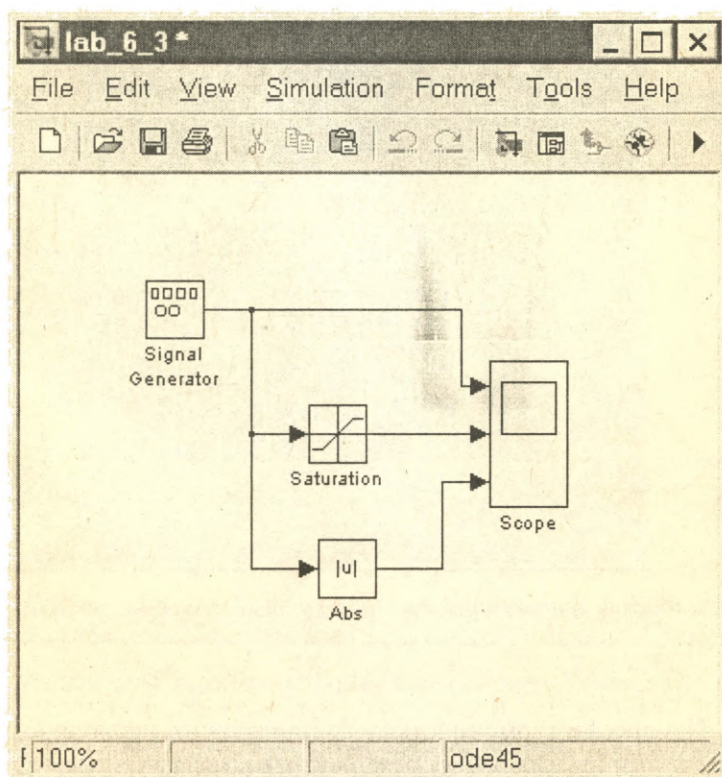 lab_6_3 *
File Edit View Simulation Format Tools Help
Signal
Generator
Saturation
Scope
|u|
Abs
100% ode45